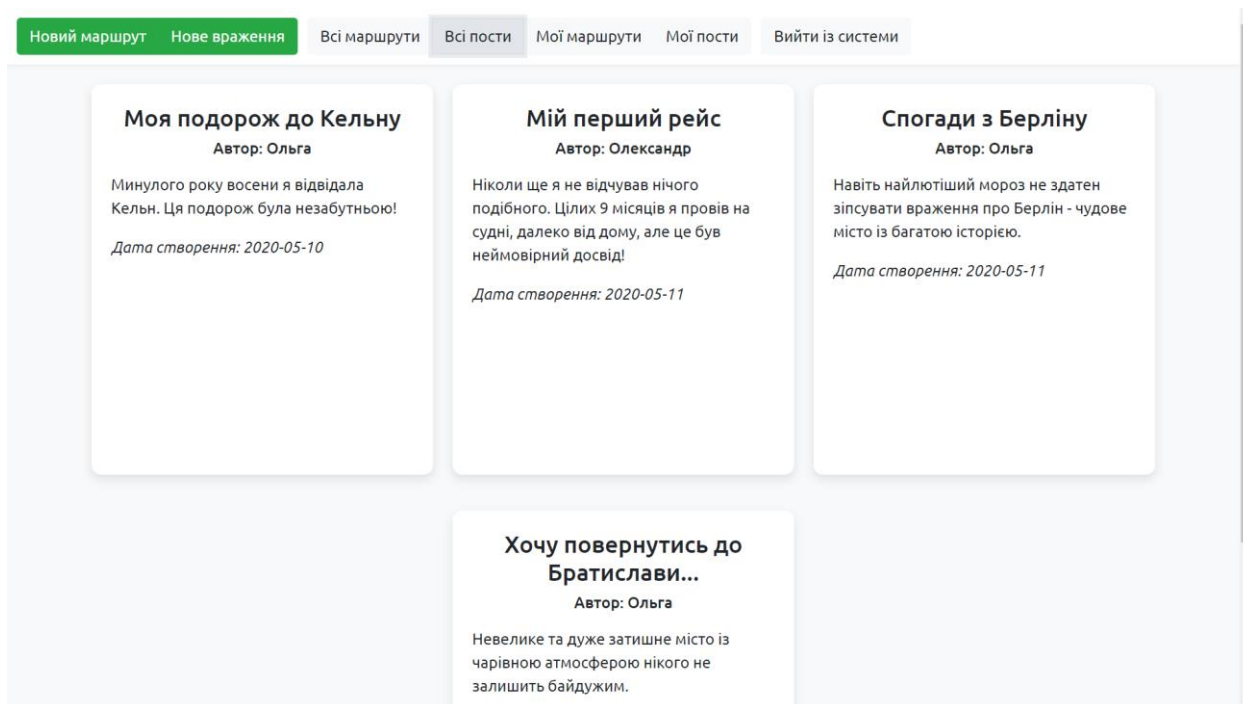 Новий маршрут Нове враження Всі маршрути Всі пости Мої маршрути Мої пости Вийти із системи
Моя подорож до Кельну
Автор: Ольга
Минулого року восени я відвідала
Кельн. Ця подорож була незабутньою!
Дата створення: 2020-05-10
Мій перший рейс
Автор: Олександр
Ніколи ще я не відчував нічого
подібного. Цілих 9 місяців я провів на
судні, далеко від дому, але це був
неймовірний досвід!
Дата створення: 2020-05-11
Спогади з Берліну
Автор: Ольга
Навіть найлютіший мороз не здатен
зіпсувати враження про Берлін - чудове
місто із багатою історією.
Дата створення: 2020-05-11
Хочу повернутись до
Братислави...
Автор: Ольга
Невелике та дуже затишне місто із
чарівною атмосферою нікого не
залишить байдужим.